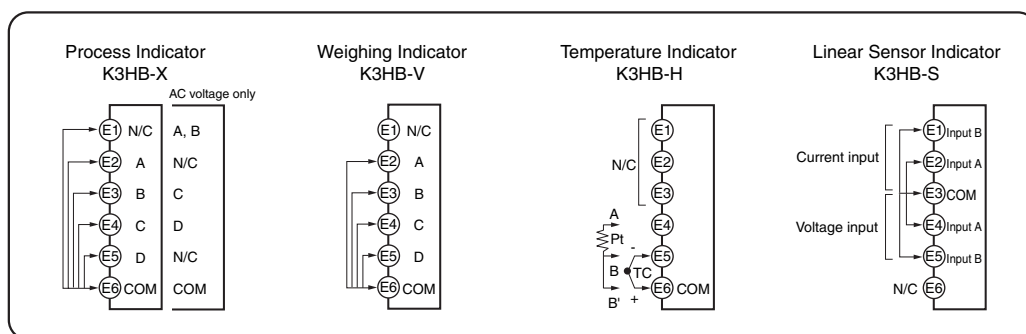 Process Indicator
K3HB-X
AC voltage only
E1 N/C A, B
E2 A N/C
E3 B C
E4 C D
E5 D N/C
E6 COM COM
Weighing Indicator
K3HB-V
E1 N/C
E2 A
E3 B
E4 C
E5 D
E6 COM
Temperature Indicator
K3HB-H
E1
N/C E2
E3
A E4
Pt
- E5
B TC
E6 COM
B' +
Linear Sensor Indicator
K3HB-S
E1 Input B
Current input
E2 Input A
E3 COM
Voltage input
E4 Input A
E5 Input B
N/C E6